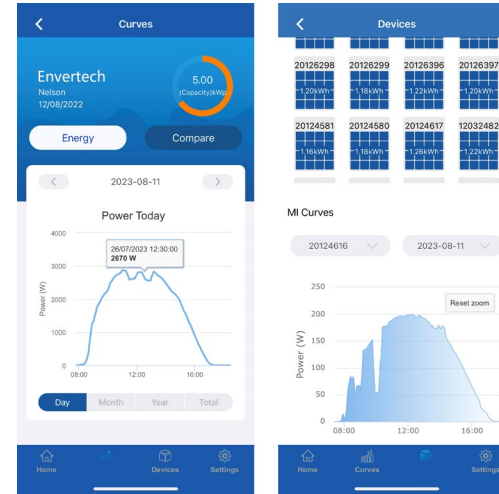 Curves
Envertech
Nelson
12/08/2022
5.00
(Capacity)kWp
Energy
Compare
2023-08-11
Power Today
26/07/2023 12:30:00
2670 W
Power (W)
4000
3000
2000
1000
0
08:00 12:00 16:00
Day Month Year Total
Home Devices Settings
Devices
20126298 20126299 20126396 20126397
1.20kWh 1.18kWh 1.22kWh 1.20kWh
20124581 20124580 20124617 12032482
1.16kWh 1.18kWh 1.26kWh 1.22kWh
MI Curves
20124616 2023-08-11
Reset zoom
Power (W)
250
200
150
100
50
0
08:00 12:00 16:00
Home Curves Settings